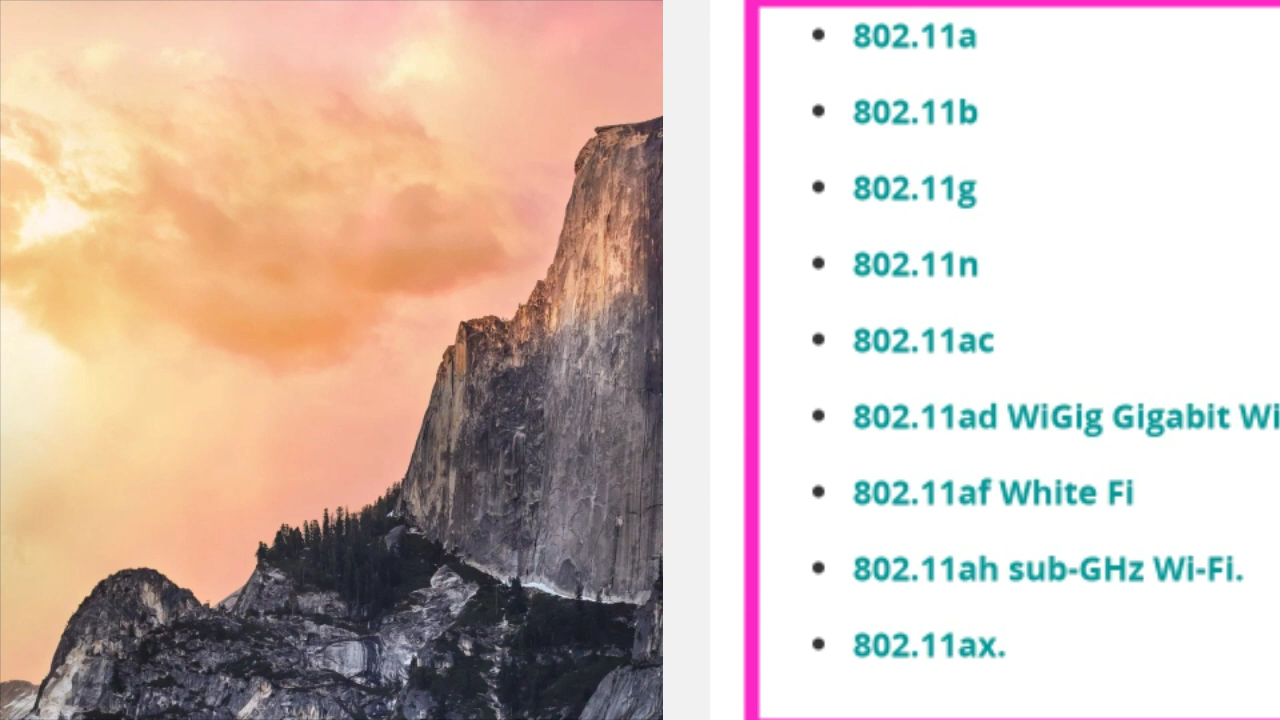 802.11a
802.11b
802.11g
802.11n
802.11ac
802.11ad WiGig Gigabit Wi
802.11af White Fi
802.11ah sub-GHz Wi-Fi.
802.11ax.